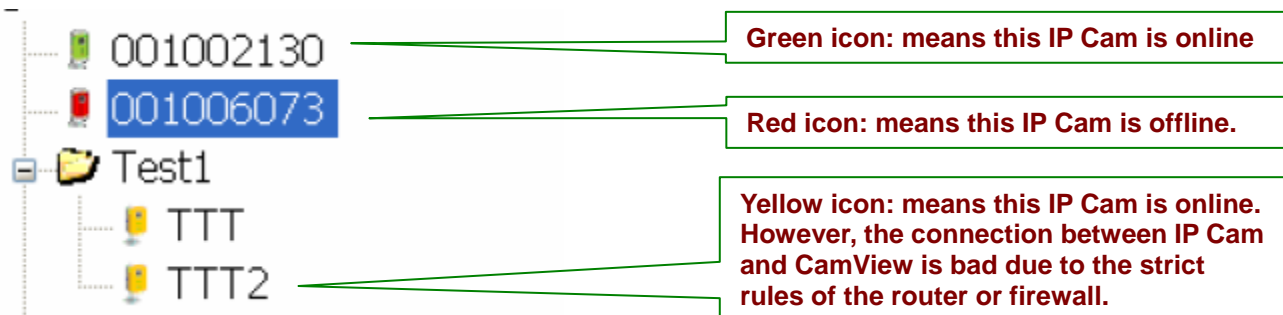 001002130
Green icon: means this IP Cam is online
001006073
Red icon: means this IP Cam is offline.
Test1
TTT
TTT2
Yellow icon: means this IP Cam is online.
However, the connection between IP Cam
and CamView is bad due to the strict
rules of the router or firewall.